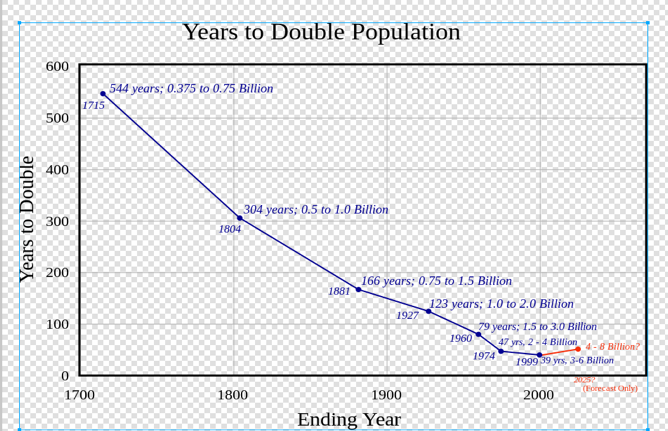 Years to Double Population
600
544 years; 0.375 to 0.75 Billion
1715
500
400
304 years; 0.5 to 1.0 Billion
300
1804
Years to Double
200
166 years; 0.75 to 1.5 Billion
1881
123 years; 1.0 to 2.0 Billion
1927
100
79 years; 1.5 to 3.0 Billion
1960
47 yrs, 2 - 4 Billion
4 - 8 Billion?
1974
1999
39 yrs, 3-6 Billion
0
2025?
(Forecast Only)
1700
1800
1900
2000
Ending Year